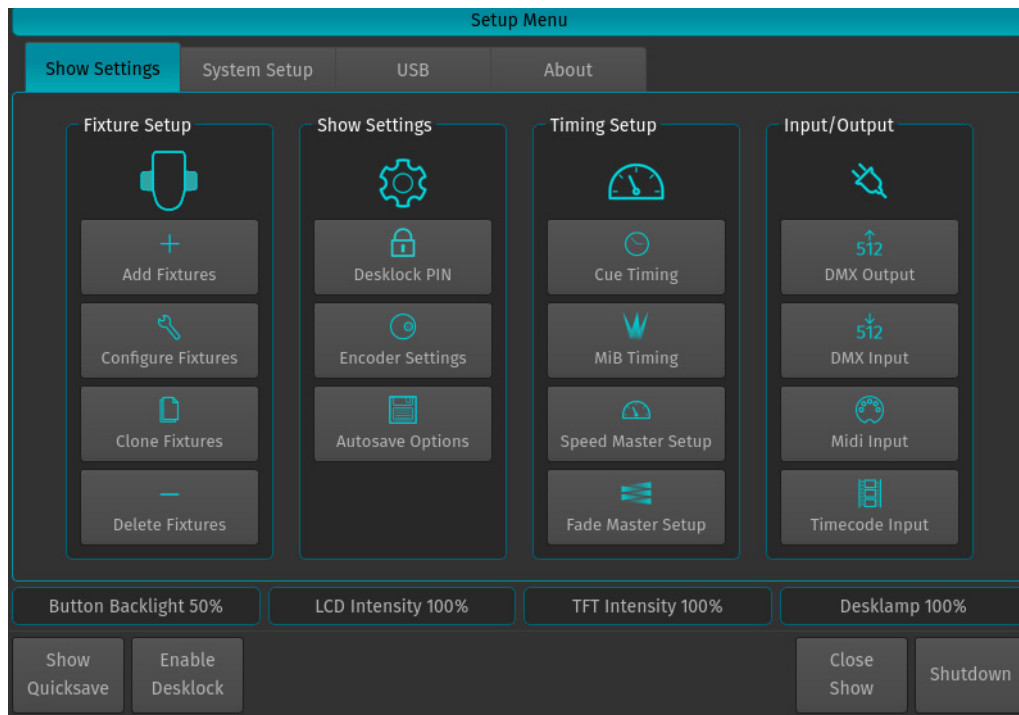 Setup Menu
Show Settings
System Setup
USB
About
Fixture Setup
Add Fixtures
Configure Fixtures
Clone Fixtures
Delete Fixtures
Show Settings
Desklock PIN
Encoder Settings
Autosave Options
Timing Setup
Cue Timing
MiB Timing
Speed Master Setup
Fade Master Setup
Input/Output
512
DMX Output
512
DMX Input
Midi Input
Timecode Input
Button Backlight 50%
LCD Intensity 100%
TFT Intensity 100%
Desklamp 100%
Show
Quicksave
Enable
Desklock
Close
Show
Shutdown